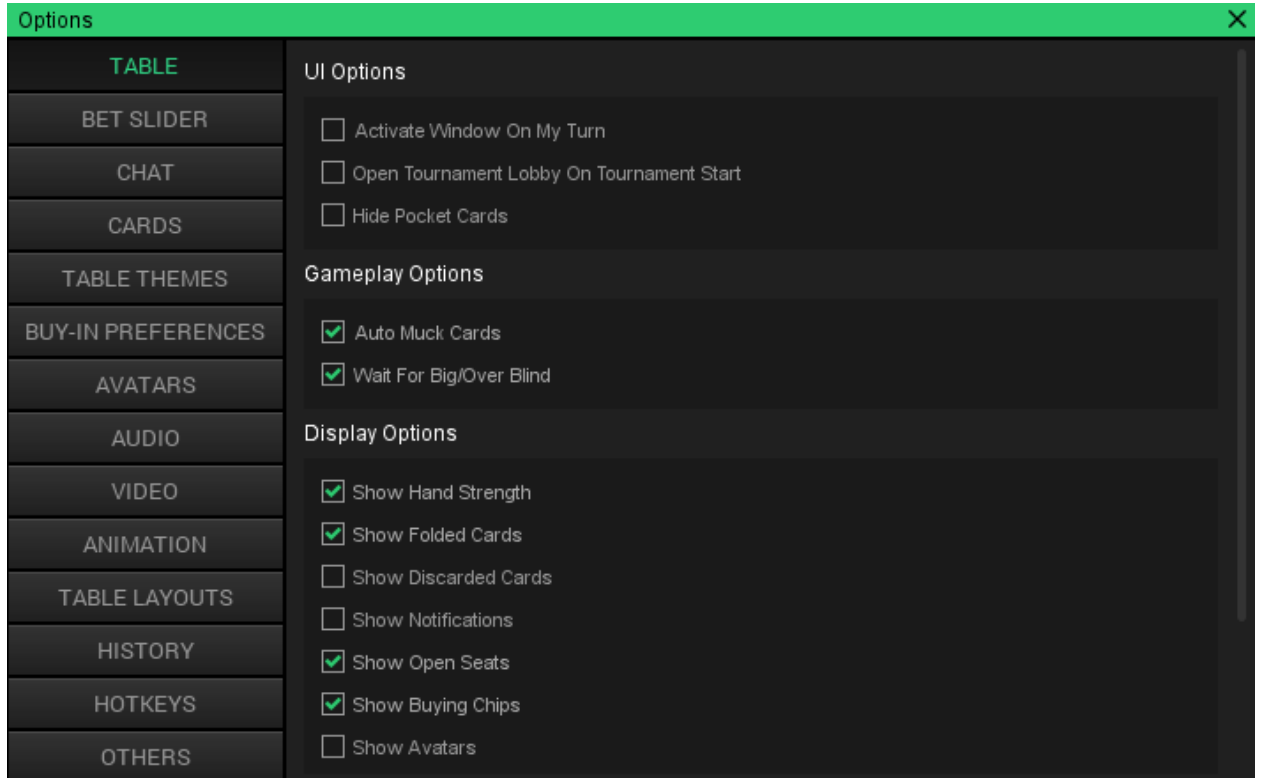 Options
TABLE
BET SLIDER
CHAT
CARDS
TABLE THEMES
BUY-IN PREFERENCES
AVATARS
AUDIO
VIDEO
ANIMATION
TABLE LAYOUTS
HISTORY
HOTKEYS
OTHERS
UI Options
Activate Window On My Turn
Open Tournament Lobby On Tournament Start
Hide Pocket Cards
Gameplay Options
Auto Muck Cards
Wait For Big/Over Blind
Display Options
Show Hand Strength
Show Folded Cards
Show Discarded Cards
Show Notifications
Show Open Seats
Show Buying Chips
Show Avatars